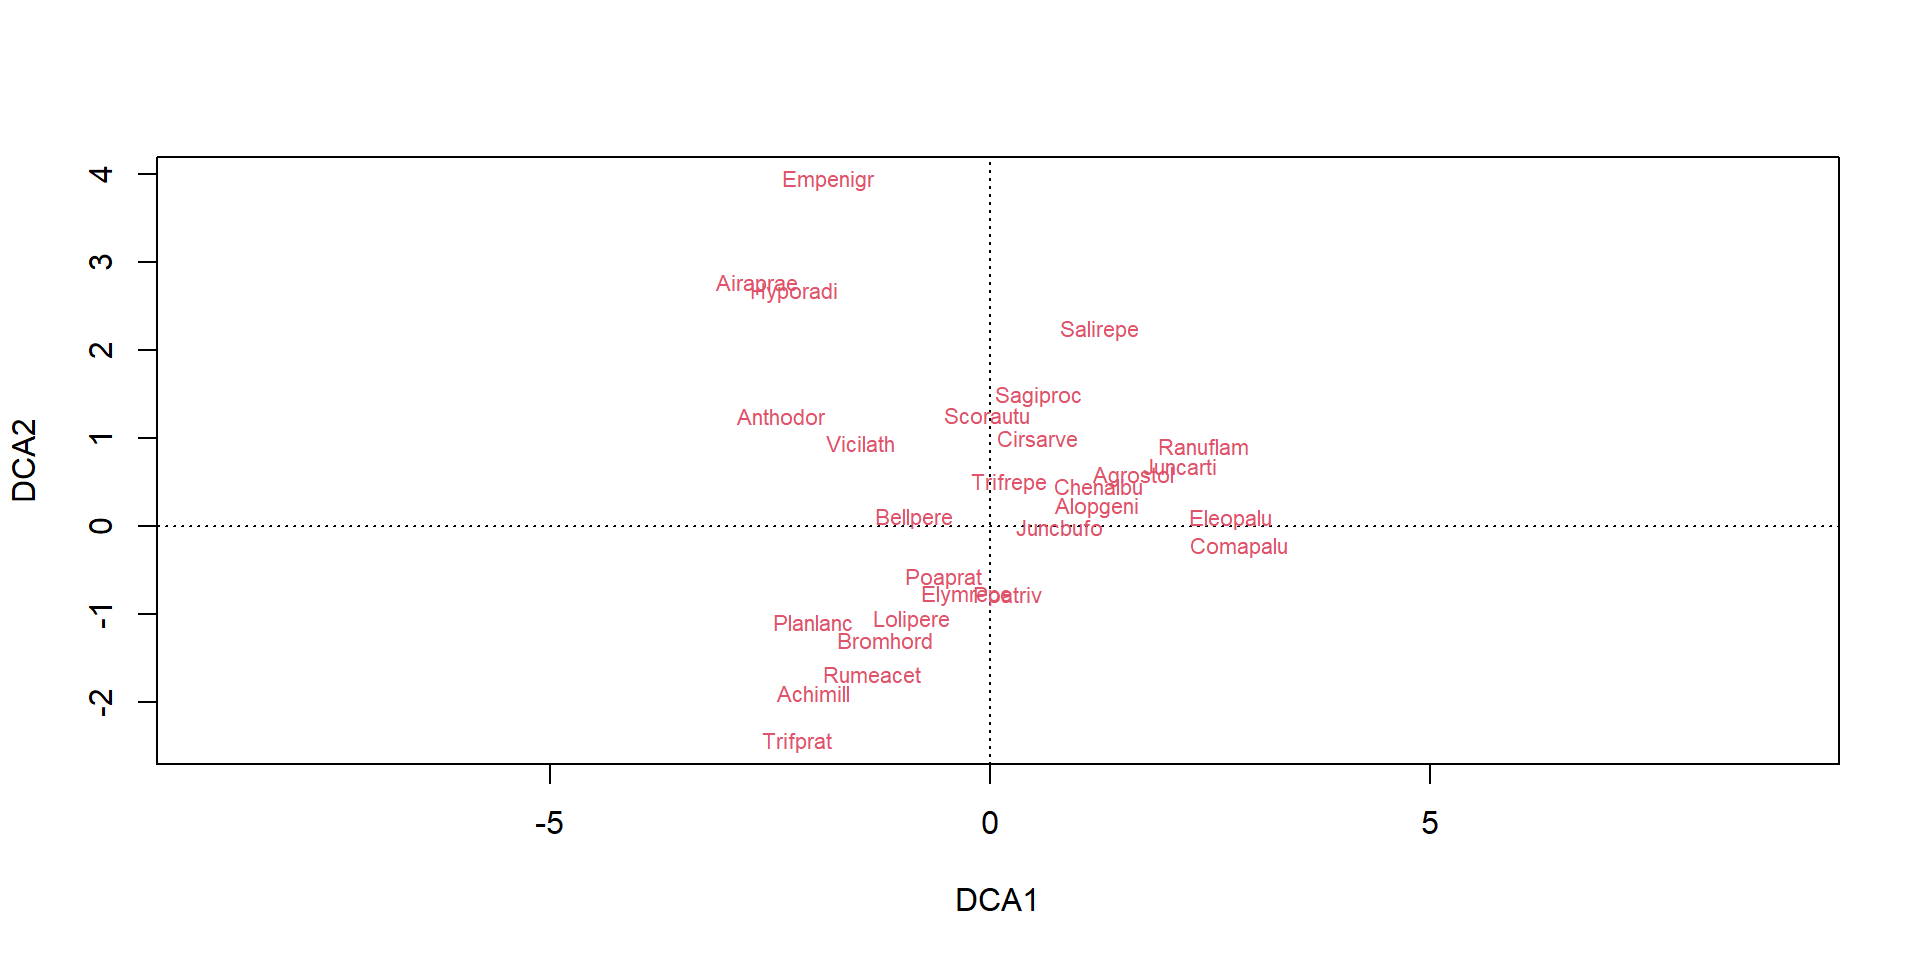 DCA2
4
3
2
1
0
-1
-2
Empenigr
Airaprae
Hyporadi
Salirepe
Sagiproc
Scorautu
Anthodor
Cirsarve
Vicilath
Ranuflam
Juncarti
Agrostol
Trifrepe
Chenalbu
Alopgeni
Bellpere
Eleopalu
Juncbufo
Comapalu
Poaprat
Elymrepe
Poatriv
Lolipere
Planlanc
Bromhord
Rumeacet
Achimill
Trifprat
-5
0
5
DCA1